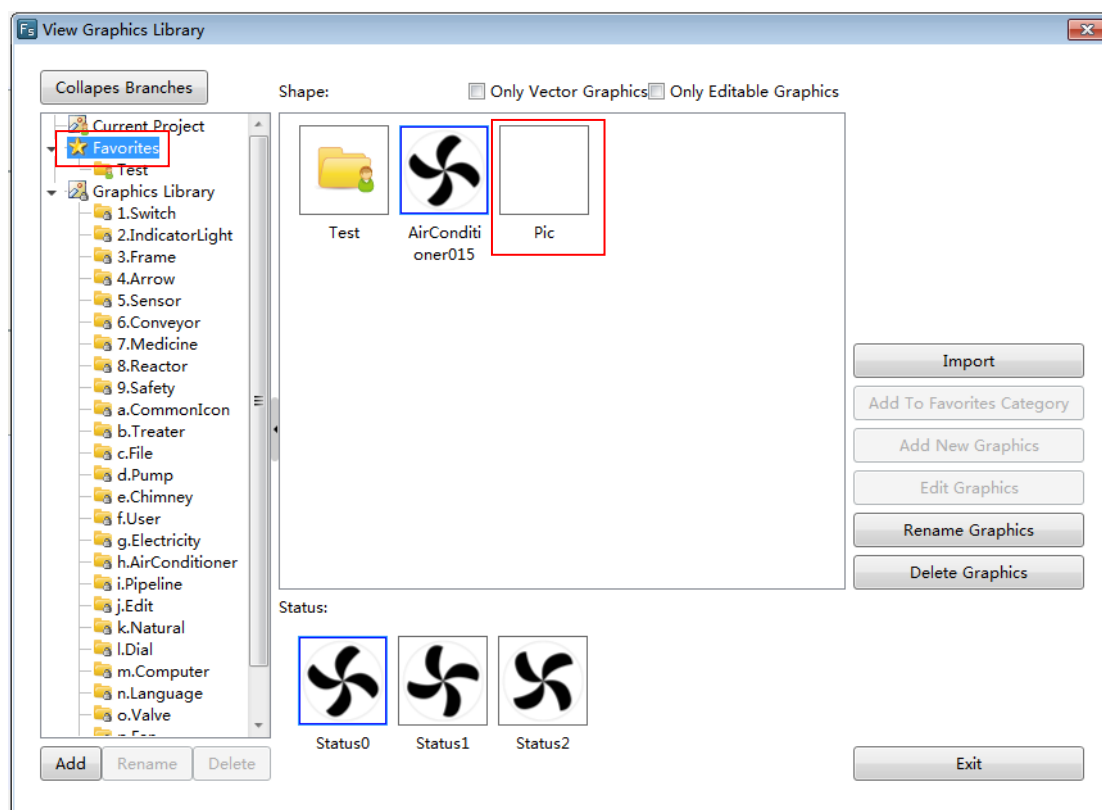 Fs View Graphics Library
Collapes Branches
Shape:
Only Vector Graphics
Only Editable Graphics
Current Project
Favorites
Test
Graphics Library
1.Switch
2.IndicatorLight
3.Frame
4.Arrow
5.Sensor
6.Conveyor
7.Medicine
8.Reactor
9.Safety
a.CommonIcon
b.Treater
c.File
d.Pump
e.Chimney
f.User
g.Electricity
h.AirConditioner
i.Pipeline
j.Edit
k.Natural
l.Dial
m.Computer
n.Language
o.Valve
Test
AirConditi
oner015
Pic
Import
Add To Favorites Category
Add New Graphics
Edit Graphics
Rename Graphics
Delete Graphics
Status:
Status0
Status1
Status2
Add
Rename
Delete
Exit